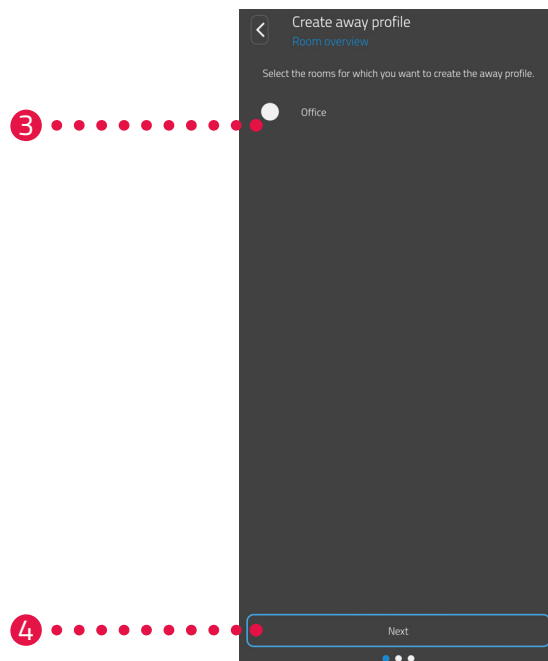 Create away profile
Room overview
Select the rooms for which you want to create the away profile.
3
Office
4
Next